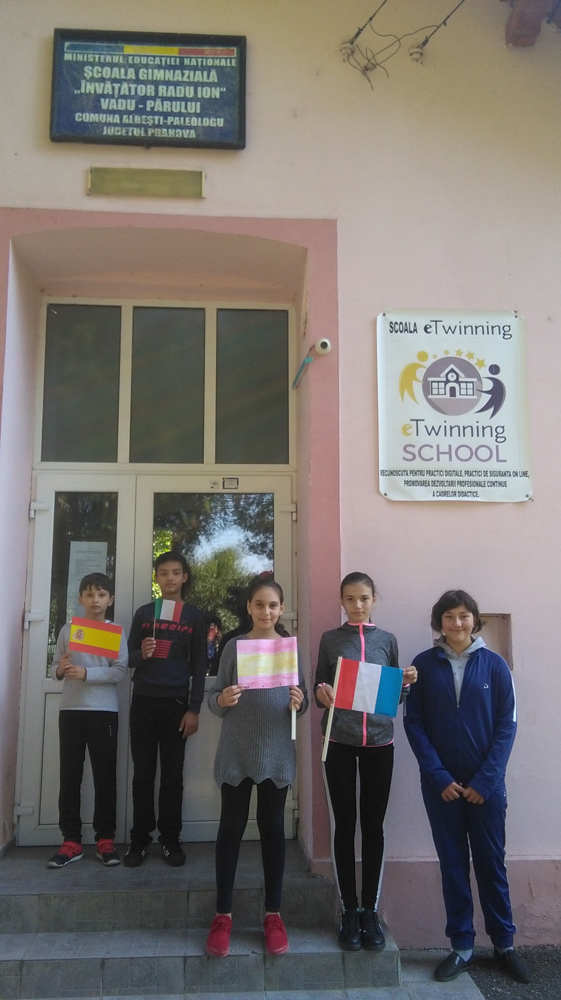 MINISTERUL EDUCAȚIEI NAȚIONALE
ȘCOALA GIMNAZIALĂ
„ÎNVĂȚĂTOR RADU ION“
VADU - PĂRULUI
COMUNA ALBEȘTI-PALEOLOGU
JUDEȚUL PRAHOVA
SCOALA eTwinning
eTwinning
SCHOOL
RECUNOSCUTA PENTRU PRACTICI DIGITALE, PRACTICI DE SIGURANTA ON LINE,
PROMOVAREA DEZVOLTARII PROFESIONALE CONTINUE
A CADRELOR DIDACTICE.
CLASSICS